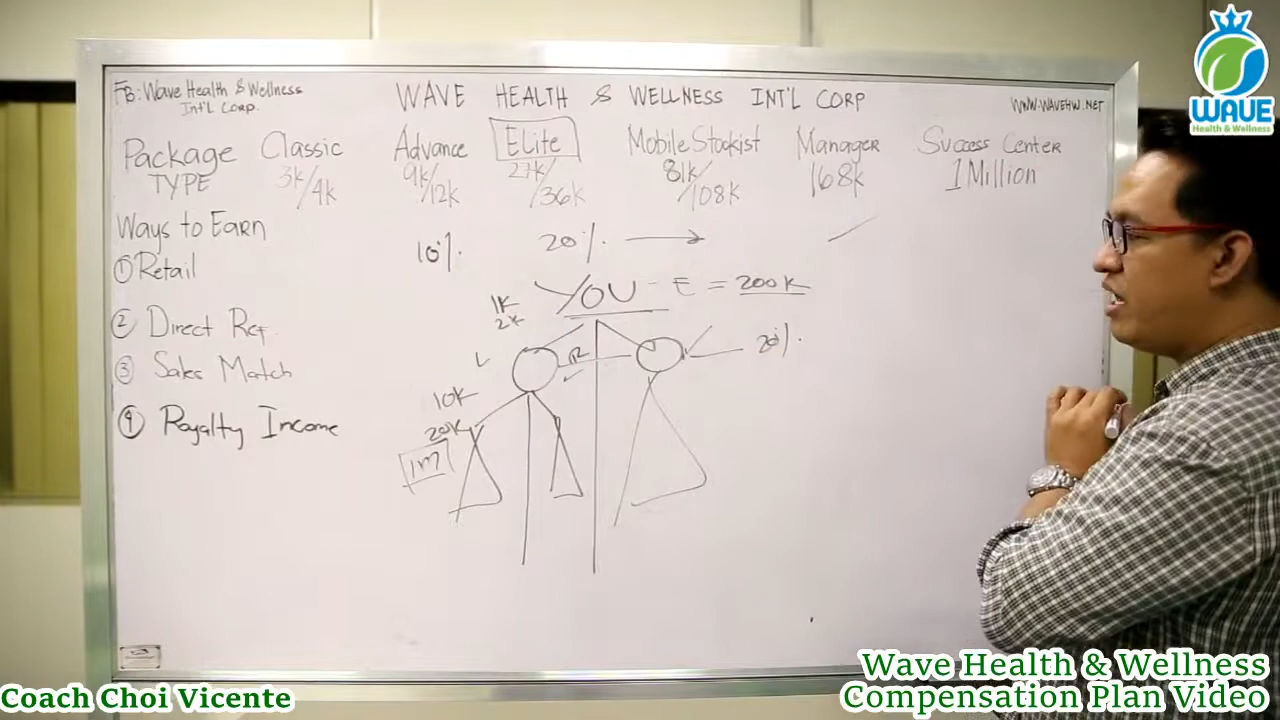 FB: Wave Health & Wellness
Int'l Corp.
WAVE HEALTH & WELLNESS INT'L CORP
WWW.WAVEHW.NET
WAVE
Health & Wellness
Package Type
Classic
3k/4k
Advance
9k/12k
Elite
27k/36k
Mobile Stockist
81k/108k
Manager
168k
Success Center
1 Million
Ways to Earn
① Retail
10%.
20%.
② Direct Ref.
③ Sales Match
④ Royalty Income
1K
2K
YOU - E = 200K
L
R
20%.
10K
20K
1m
Coach Choi Vicente
Wave Health & Wellness
Compensation Plan Video